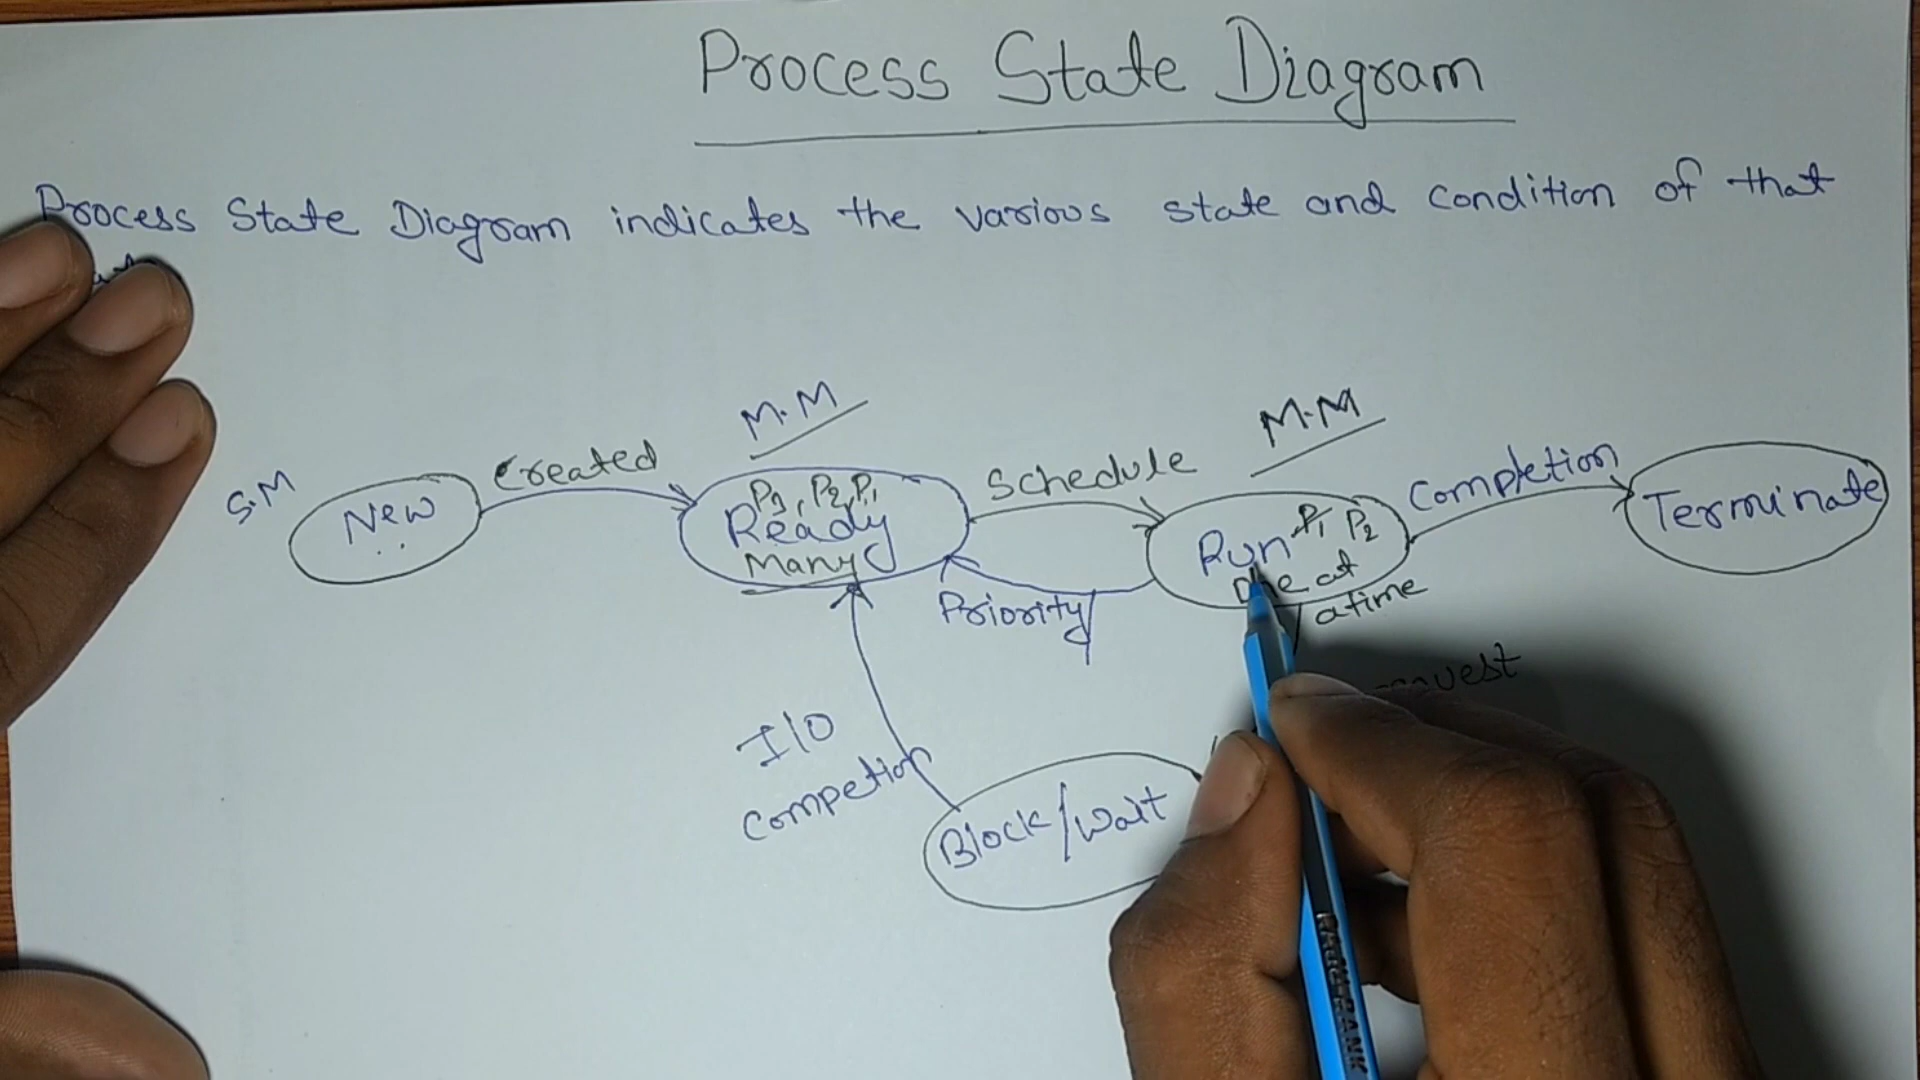 Process State Diagram
Process State Diagram indicates the various state and condition of that
M.M
M.M
S.M
New
Created
P3, P2, P1
Ready
Many
Schedule
Run P1 P2
One at
a time
Completion
Terminate
Priority
I/O
Competion
Block/Wait